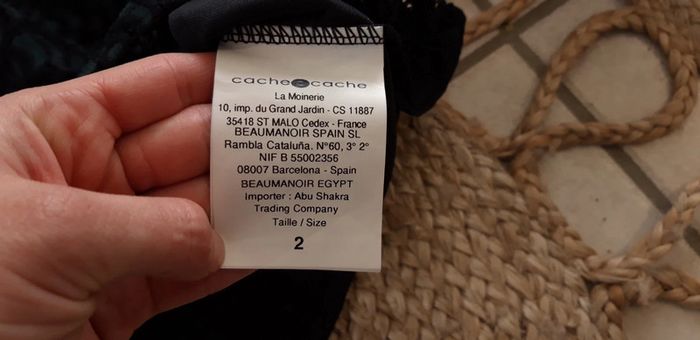 cache cache
La Moinerie
10, imp. du Grand Jardin - CS 11887
35418 ST MALO Cedex - France
BEAUMANOIR SPAIN SL
Rambla Cataluña. N°60, 3° 2°
NIF B 55002356
08007 Barcelona - Spain
BEAUMANOIR EGYPT
Importer : Abu Shakra
Trading Company
Taille / Size
2